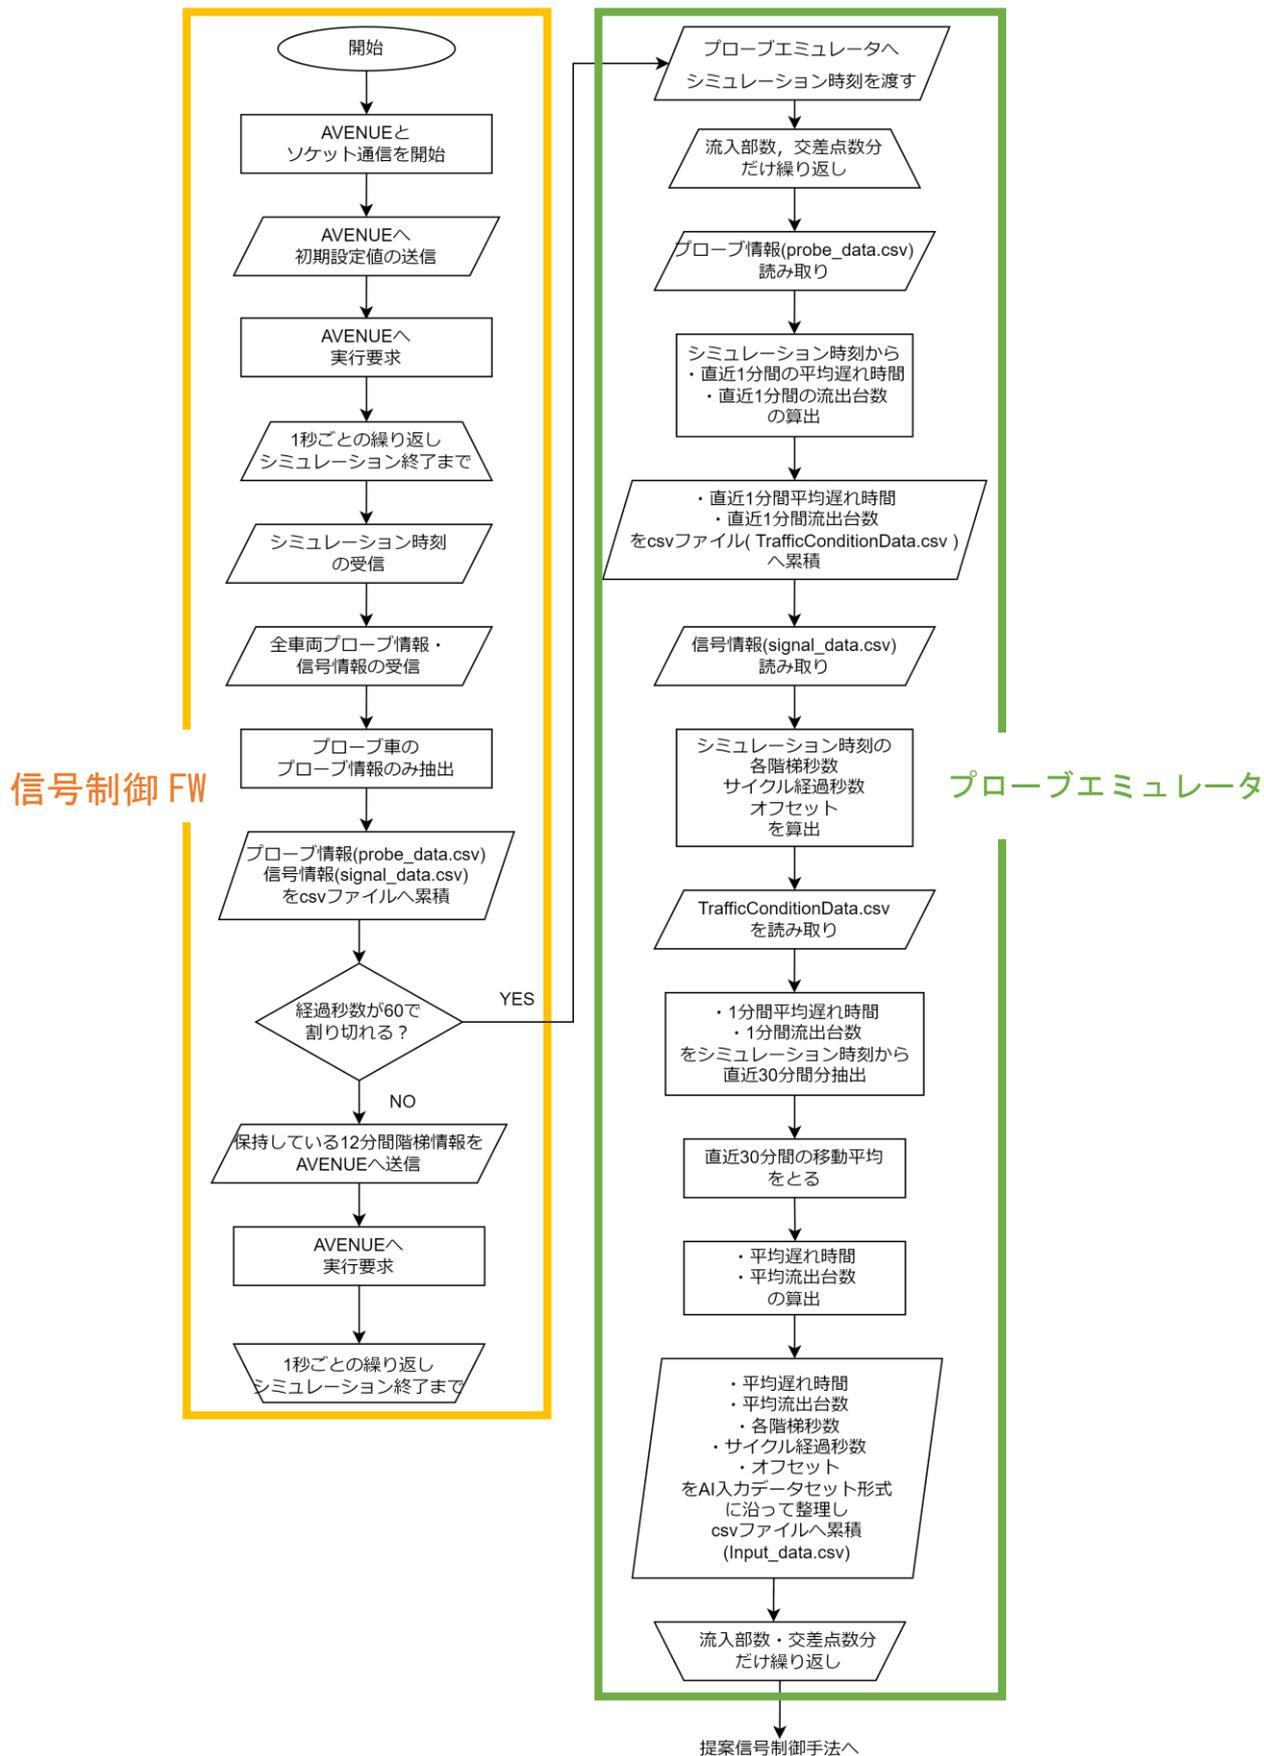 開始
AVENUEと
ソケット通信を開始
AVENUEへ
初期設定値の送信
AVENUEへ
実行要求
1秒ごとの繰り返し
シミュレーション終了まで
シミュレーション時刻
の受信
全車両プローブ情報・
信号情報の受信
プローブ車の
プローブ情報のみ抽出
信号制御 FW
プローブ情報(probe_data.csv)
信号情報(signal_data.csv)
をcsvファイルへ累積
経過秒数が60で
割り切れる？
YES
NO
保持している12分間階梯情報を
AVENUEへ送信
AVENUEへ
実行要求
1秒ごとの繰り返し
シミュレーション終了まで
プローブエミュレータへ
シミュレーション時刻を渡す
流入部数，交差点数分
だけ繰り返し
プローブ情報(probe_data.csv)
読み取り
シミュレーション時刻から
・直近1分間の平均遅れ時間
・直近1分間の流出台数
の算出
・直近1分間平均遅れ時間
・直近1分間流出台数
をcsvファイル( TrafficConditionData.csv )
へ累積
信号情報(signal_data.csv)
読み取り
シミュレーション時刻の
各階梯秒数
サイクル経過秒数
オフセット
を算出
プローブエミュレータ
TrafficConditionData.csv
を読み取り
・1分間平均遅れ時間
・1分間流出台数
をシミュレーション時刻から
直近30分間分抽出
直近30分間の移動平均
をとる
・平均遅れ時間
・平均流出台数
の算出
・平均遅れ時間
・平均流出台数
・各階梯秒数
・サイクル経過秒数
・オフセット
をAI入力データセット形式
に沿って整理し
csvファイルへ累積
(Input_data.csv)
流入部数・交差点数分
だけ繰り返し
提案信号制御手法へ